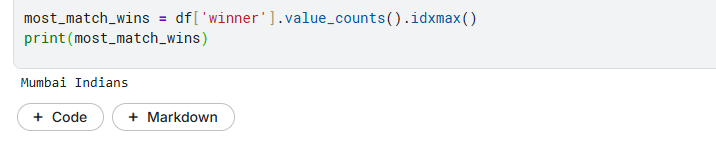 most_match_wins = df['winner'].value_counts().idxmax()
print(most_match_wins)
Mumbai Indians
+ Code
+ Markdown